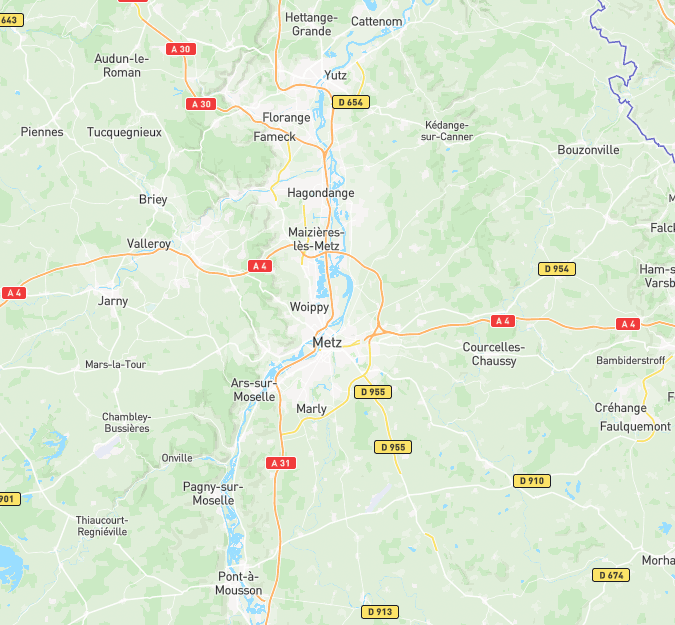 643
Hettange-
Grande
Cattenom
A 30
Audun-le-
Roman
Yutz
A 30
D 654
Florange
Piennes
Tucquegnieux
Fameck
Kédange-
sur-Canner
Bouzonville
Briey
Hagondange
Valleroy
Maizières-
lès-Metz
Falck
A 4
D 954
Ham-s
Varsb
A 4
Jarny
Woippy
A 4
A 4
Metz
Courcelles-
Chaussy
Mars-la-Tour
Bambiderstroff
Ars-sur-
Moselle
D 955
Marly
Créhange
Chambley-
Bussières
Faulquemont
D 955
Onville
A 31
D 910
Pagny-sur-
Moselle
901
Thiaucourt-
Regniéville
Morha
Pont-à-
Mousson
D 674
D 913